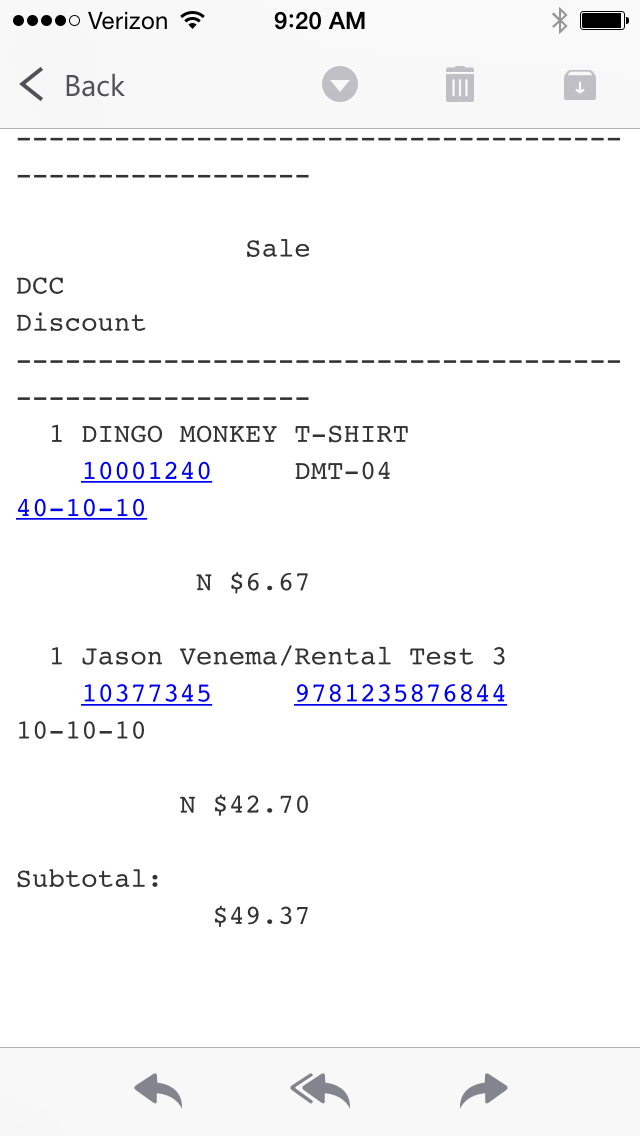 Verizon 9:20 AM
Back
-------------------------------------
------------------
Sale
DCC
Discount
-------------------------------------
------------------
1 DINGO MONKEY T-SHIRT
10001240 DMT-04
40-10-10
N $6.67
1 Jason Venema/Rental Test 3
10377345 9781235876844
10-10-10
N $42.70
Subtotal:
$49.37